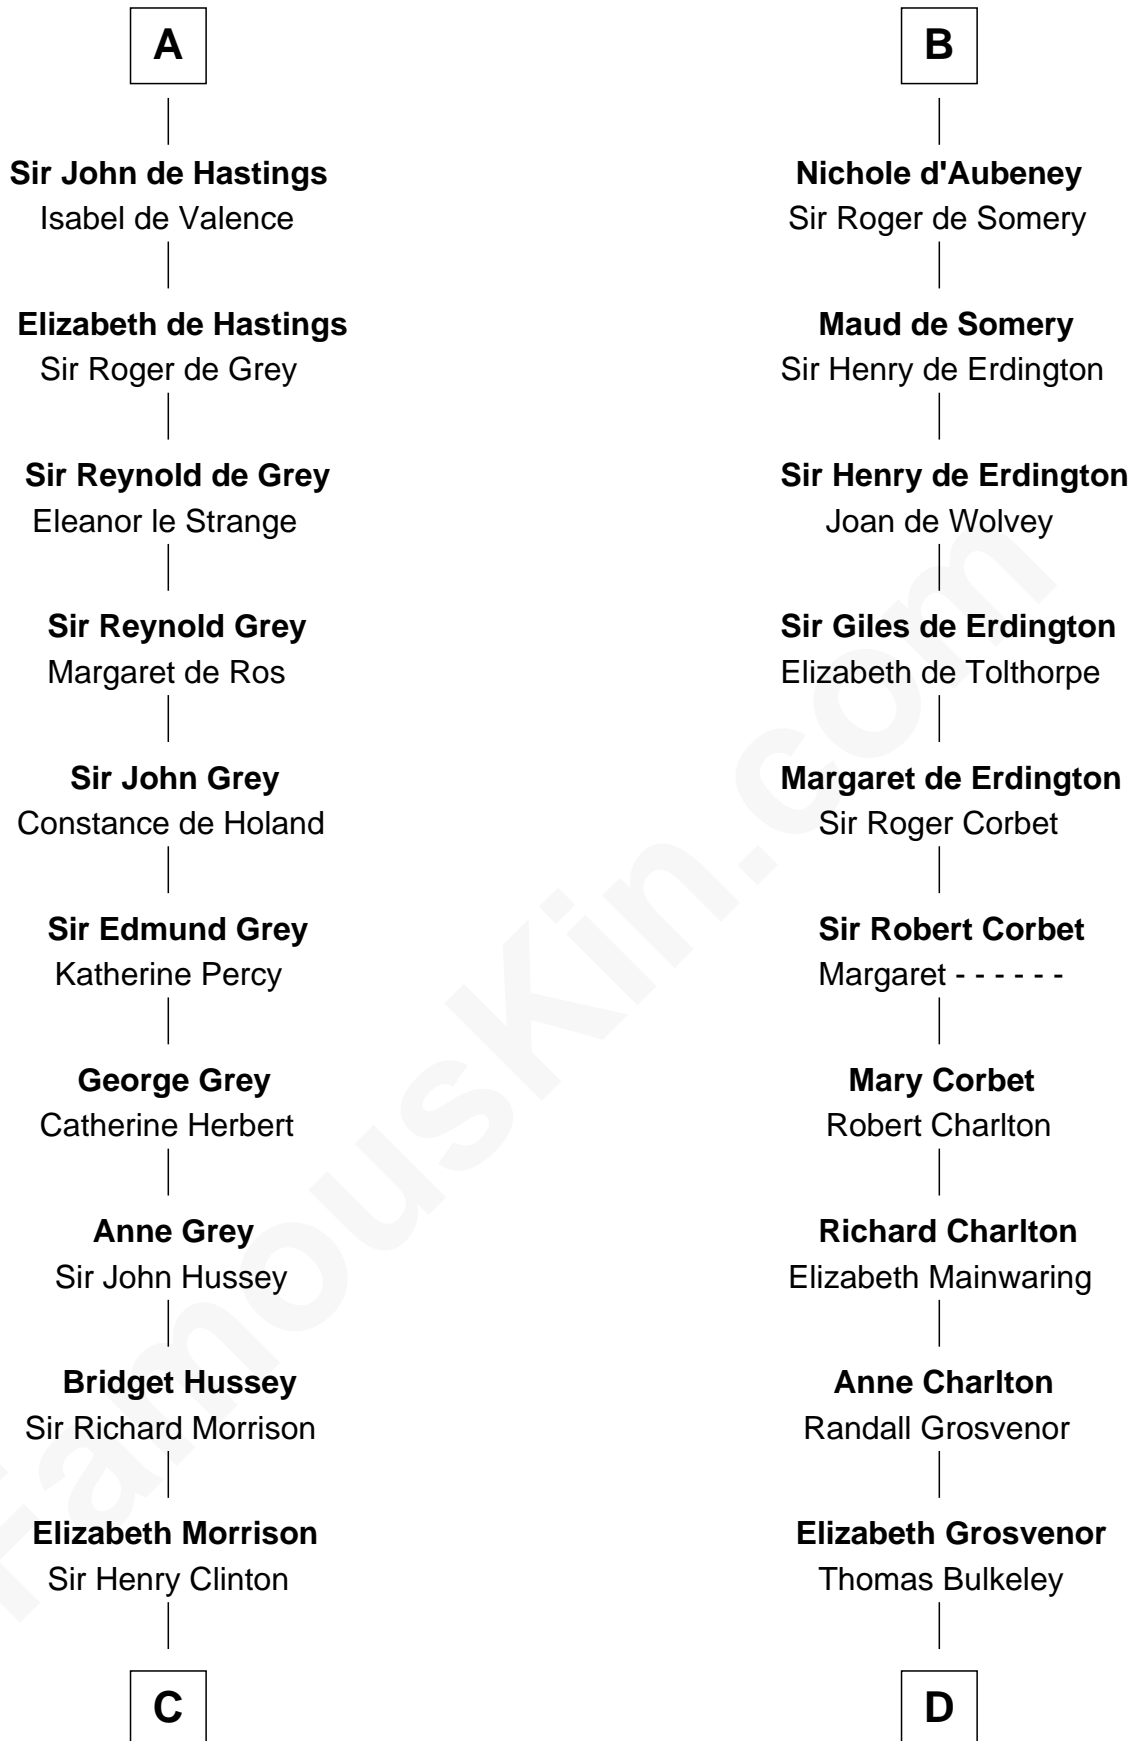 A
Sir John de Hastings
Isabel de Valence
Elizabeth de Hastings
Sir Roger de Grey
Sir Reynold de Grey
Eleanor le Strange
Sir Reynold Grey
Margaret de Ros
Sir John Grey
Constance de Holand
Sir Edmund Grey
Katherine Percy
George Grey
Catherine Herbert
Anne Grey
Sir John Hussey
Bridget Hussey
Sir Richard Morrison
Elizabeth Morrison
Sir Henry Clinton
C
B
Nichole d'Aubeney
Sir Roger de Somery
Maud de Somery
Sir Henry de Erdington
Sir Henry de Erdington
Joan de Wolvey
Sir Giles de Erdington
Elizabeth de Tolthorpe
Margaret de Erdington
Sir Roger Corbet
Sir Robert Corbet
Margaret - - - - - -
Mary Corbet
Robert Charlton
Richard Charlton
Elizabeth Mainwaring
Anne Charlton
Randall Grosvenor
Elizabeth Grosvenor
Thomas Bulkeley
D
FamousKin.com